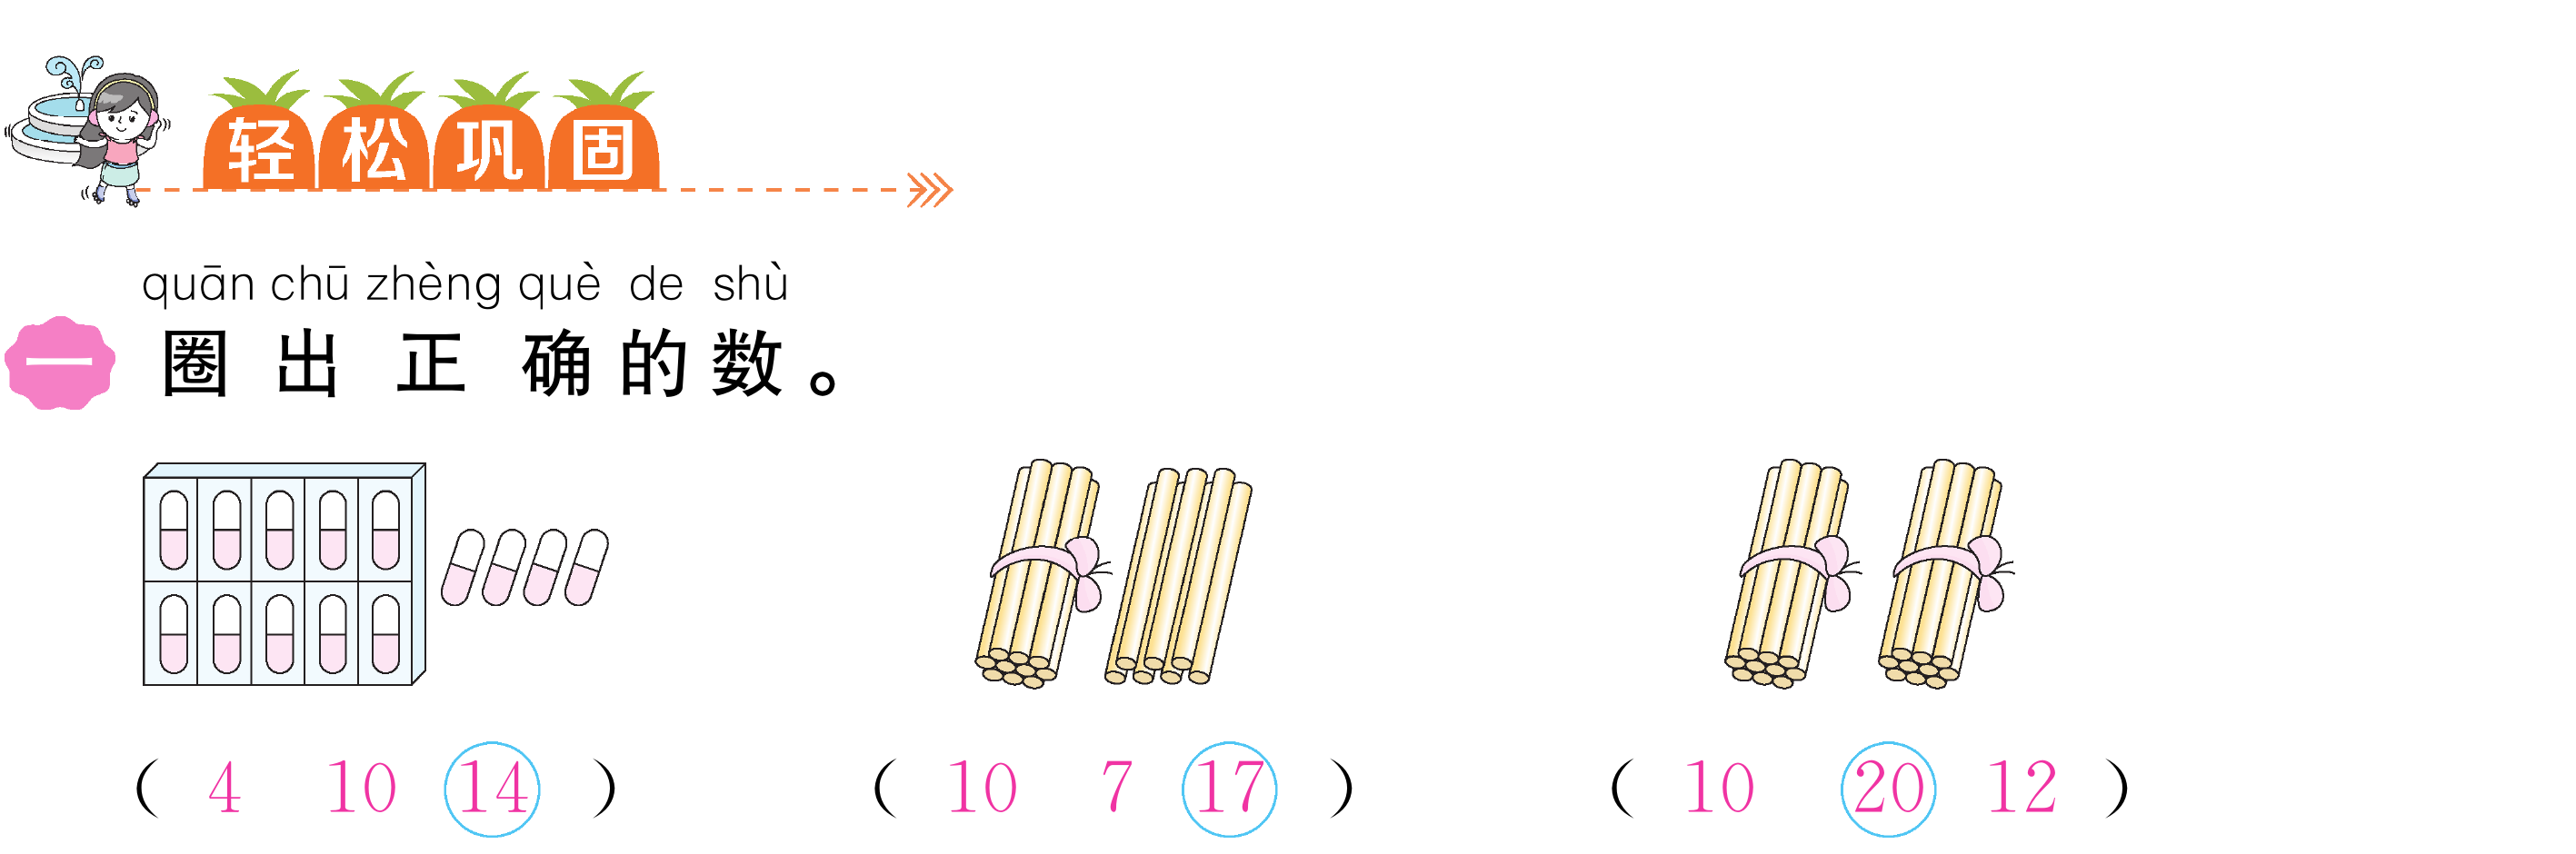 轻松巩固
quān chū zhèng què de shù
一 圈出正确的数。
( 4 10 14 ) ( 10 7 17 ) ( 10 20 12 )